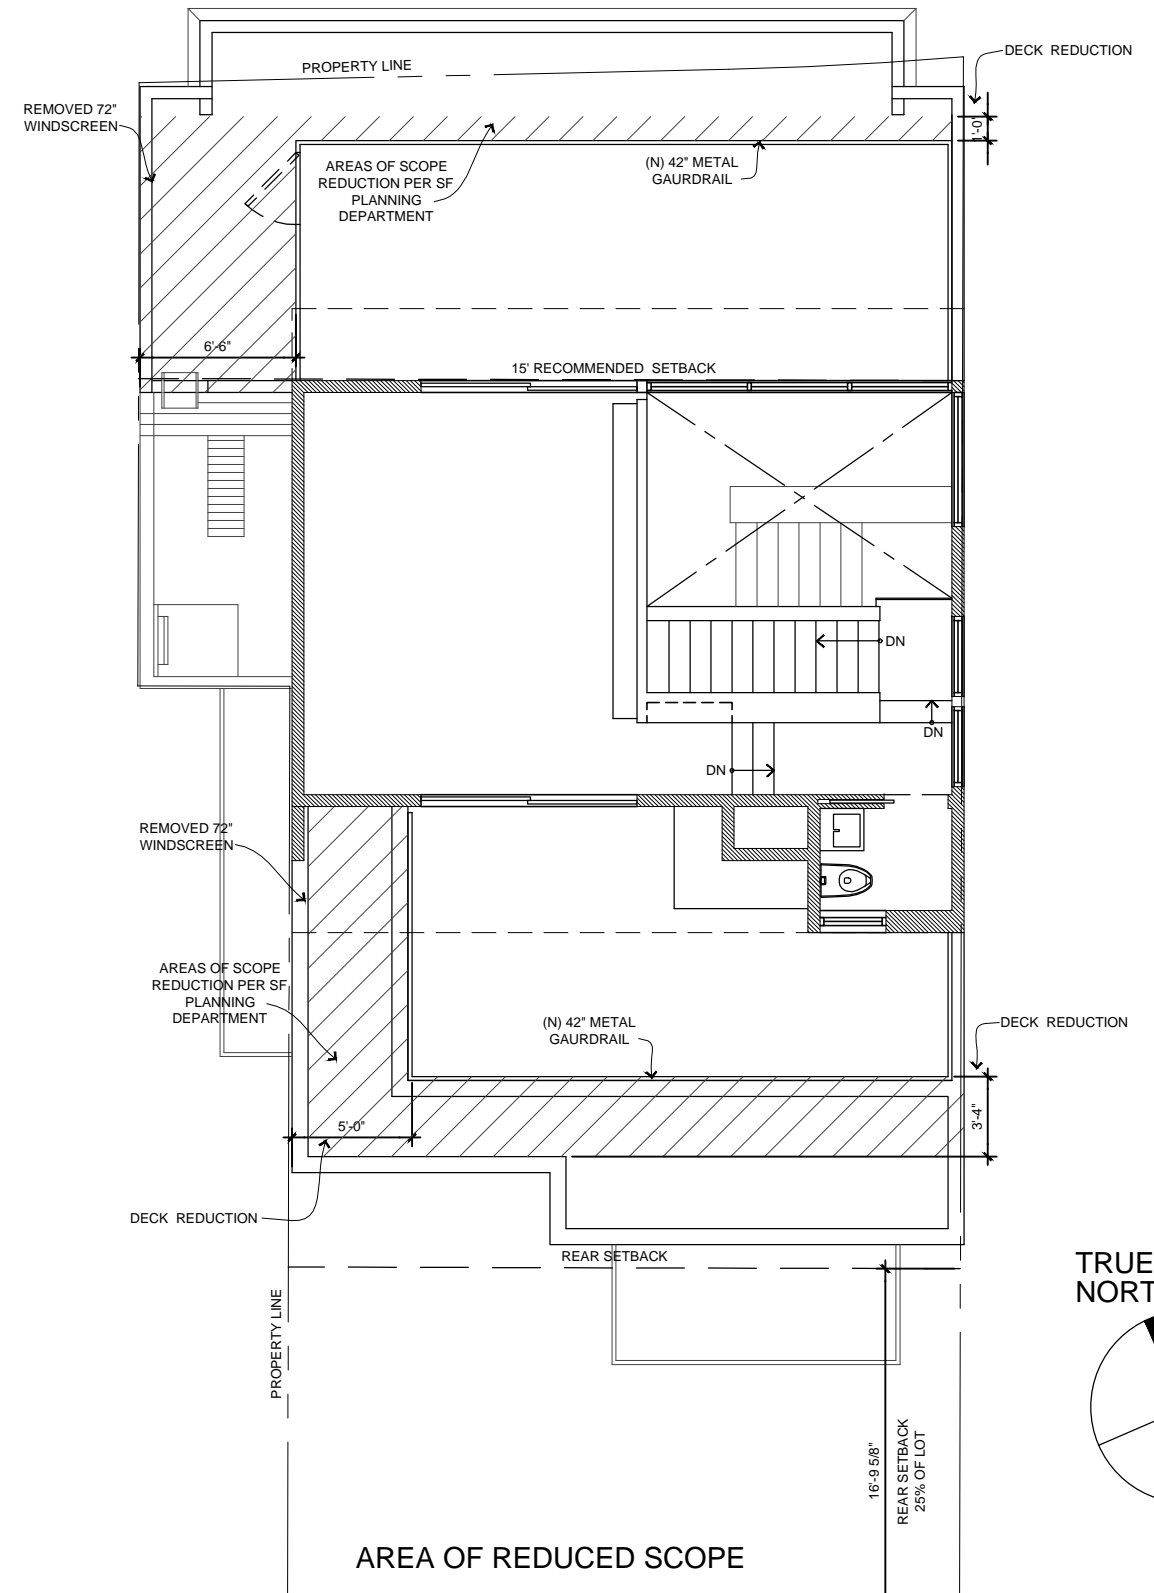 DECK REDUCTION
PROPERTY LINE
REMOVED 72"
WINDSCREEN
1'-0"
AREAS OF SCOPE
REDUCTION PER SF
PLANNING
DEPARTMENT
(N) 42" METAL
GAURDRAIL
6'-6"
15' RECOMMENDED SETBACK
DN
DN
DN
REMOVED 72"
WINDSCREEN
AREAS OF SCOPE
REDUCTION PER SF
PLANNING
DEPARTMENT
(N) 42" METAL
GAURDRAIL
DECK REDUCTION
3'-4"
5'-0"
DECK REDUCTION
REAR SETBACK
PROPERTY LINE
16'-9 5/8"
REAR SETBACK
25% OF LOT
TRUE
NORT
AREA OF REDUCED SCOPE